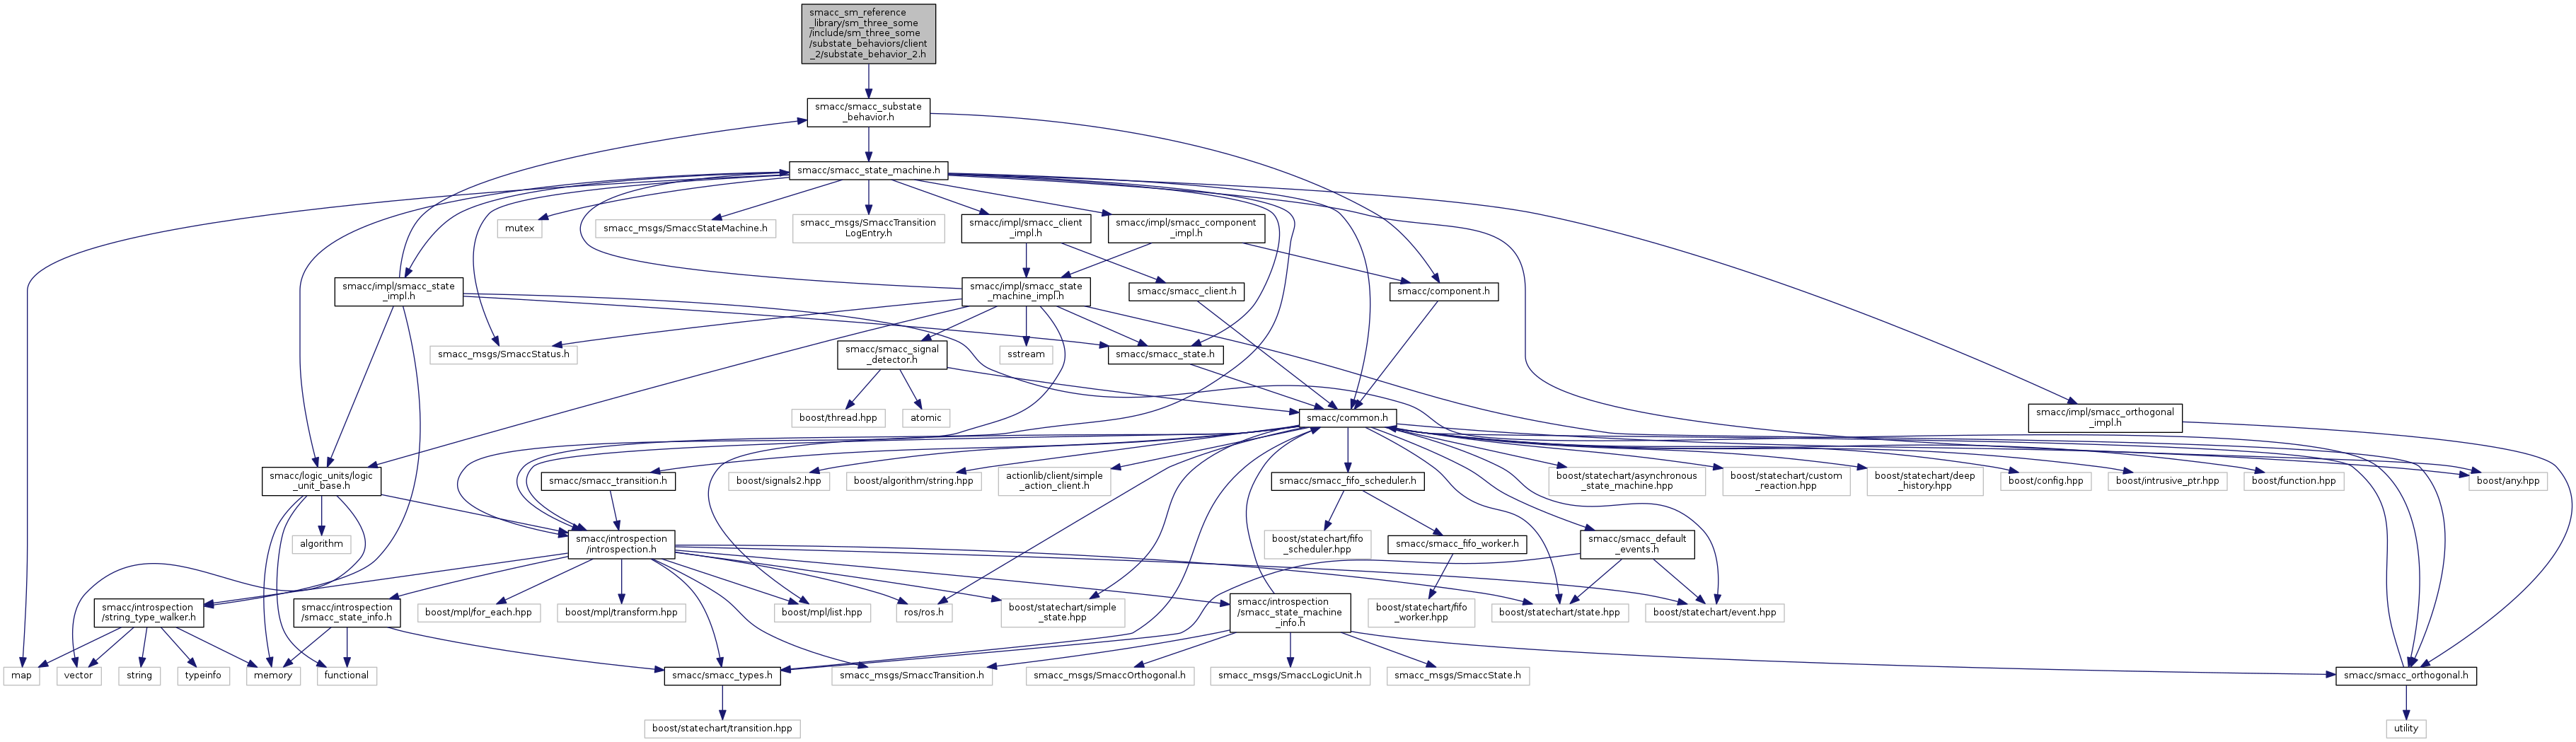 smacc_sm_reference
_library/sm_three_some
/include/sm_three_some
/substate_behaviors/client
_2/substate_behavior_2.h
smacc/smacc_substate
_behavior.h
smacc/smacc_state_machine.h
mutex
smacc_msgs/SmaccStateMachine.h
smacc_msgs/SmaccTransition
LogEntry.h
smacc/impl/smacc_client
_impl.h
smacc/impl/smacc_component
_impl.h
smacc/impl/smacc_state
_impl.h
smacc/impl/smacc_state
_machine_impl.h
smacc/smacc_client.h
smacc/component.h
smacc_msgs/SmaccStatus.h
smacc/smacc_signal
_detector.h
sstream
smacc/smacc_state.h
boost/thread.hpp
atomic
smacc/common.h
smacc/impl/smacc_orthogonal
_impl.h
smacc/logic_units/logic
_unit_base.h
smacc/smacc_transition.h
boost/signals2.hpp
boost/algorithm/string.hpp
actionlib/client/simple
_action_client.h
smacc/smacc_fifo_scheduler.h
boost/statechart/asynchronous
_state_machine.hpp
boost/statechart/custom
_reaction.hpp
boost/statechart/deep
_history.hpp
boost/config.hpp
boost/intrusive_ptr.hpp
boost/function.hpp
boost/any.hpp
algorithm
smacc/introspection
/introspection.h
boost/statechart/fifo
_scheduler.hpp
smacc/smacc_fifo_worker.h
smacc/smacc_default
_events.h
smacc/introspection
/string_type_walker.h
smacc/introspection
/smacc_state_info.h
boost/mpl/for_each.hpp
boost/mpl/transform.hpp
boost/mpl/list.hpp
ros/ros.h
boost/statechart/simple
_state.hpp
smacc/introspection
/smacc_state_machine
_info.h
boost/statechart/fifo
_worker.hpp
boost/statechart/state.hpp
boost/statechart/event.hpp
map
vector
string
typeinfo
memory
functional
smacc/smacc_types.h
smacc_msgs/SmaccTransition.h
smacc_msgs/SmaccOrthogonal.h
smacc_msgs/SmaccLogicUnit.h
smacc_msgs/SmaccState.h
smacc/smacc_orthogonal.h
boost/statechart/transition.hpp
utility